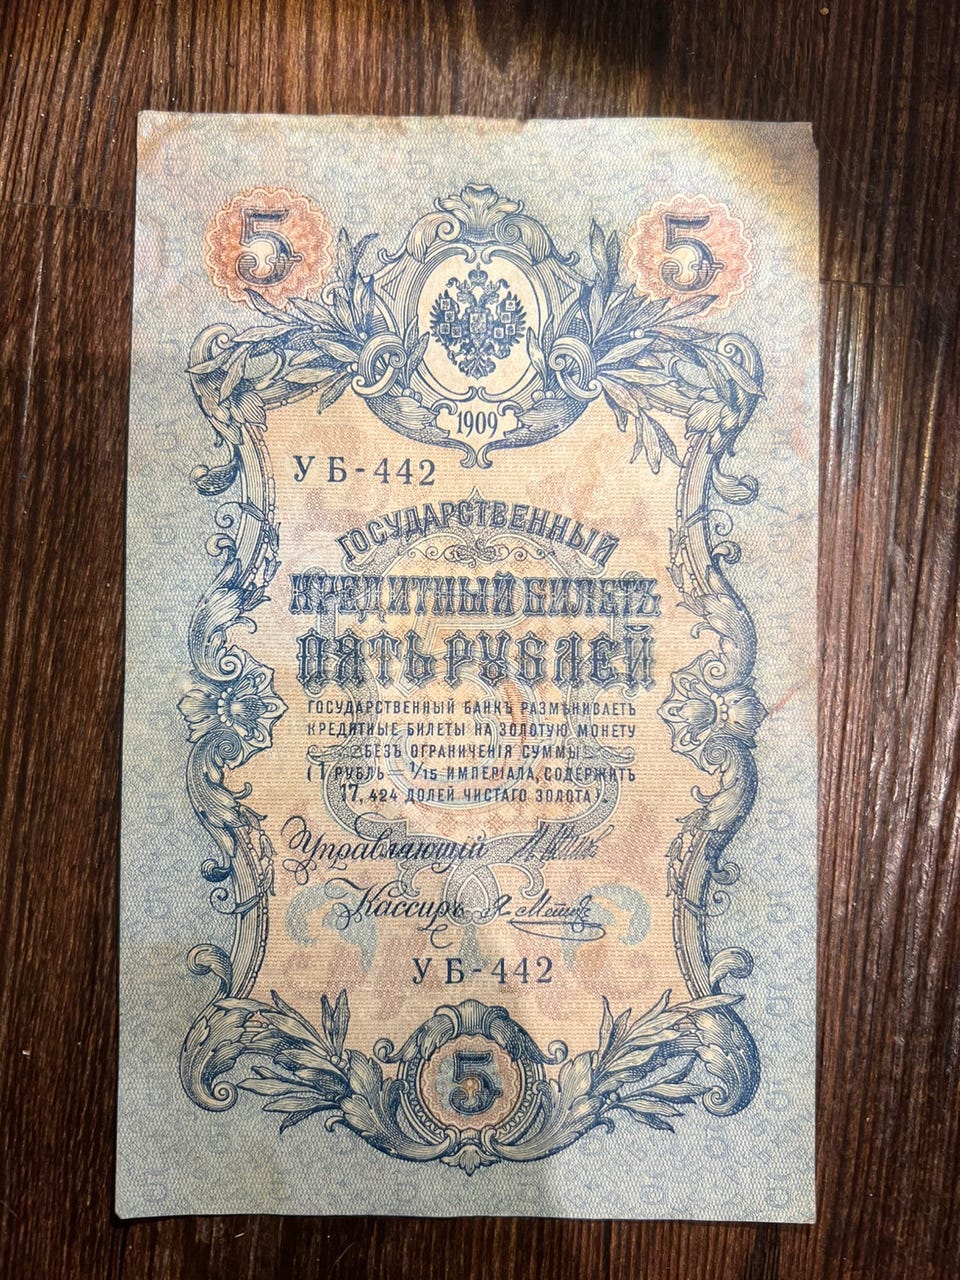 5 5
1909
УБ-442
ГОСУДАРСТВЕННЫЙ
КРЕДИТНЫЙ БИЛЕТЪ
ПЯТЬ РУБЛЕЙ
ГОСУДАРСТВЕННЫЙ БАНКЪ РАЗМѢНИВАЕТЪ
КРЕДИТНЫЕ БИЛЕТЫ НА ЗОЛОТУЮ МОНЕТУ
БЕЗЪ ОГРАНИЧЕНІЯ СУММЫ
(1 РУБЛЬ = 1/15 ИМПЕРІАЛА, СОДЕРЖИТЪ
17,424 ДОЛЕЙ ЧИСТАГО ЗОЛОТА).
Управляющій
Кассиръ
УБ-442
5